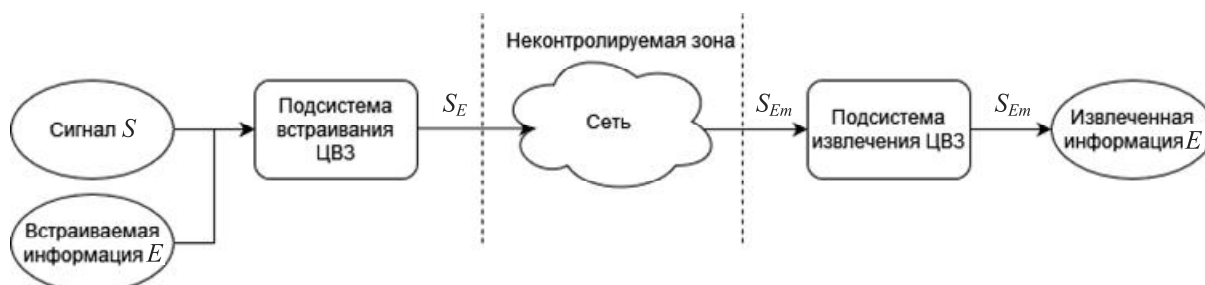 Неконтролируемая зона
Сигнал S
Встраиваемая
информация E
Подсистема
встраивания
ЦВЗ
S_E
Сеть
S_Em
Подсистема
извлечения ЦВЗ
S_Em
Извлеченная
информация E